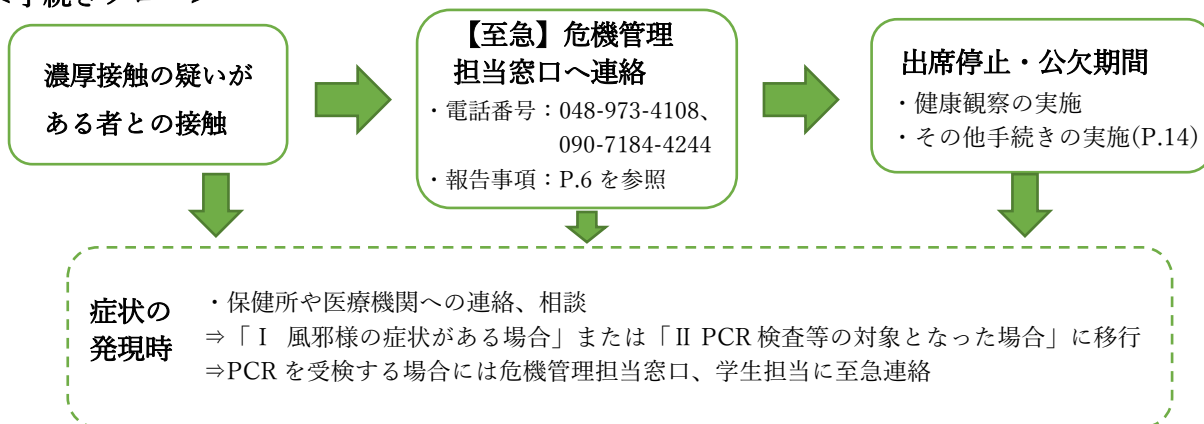 濃厚接触の疑いが
ある者との接触
【至急】危機管理
担当窓口へ連絡
・電話番号：048-973-4108、
090-7184-4244
・報告事項：P.6 を参照
出席停止・公欠期間
・健康観察の実施
・その他手続きの実施(P.14)
症状の
発現時
・保健所や医療機関への連絡、相談
⇒「Ⅰ 風邪様の症状がある場合」または「Ⅱ PCR 検査等の対象となった場合」に移行
⇒PCR を受検する場合には危機管理担当窓口、学生担当に至急連絡